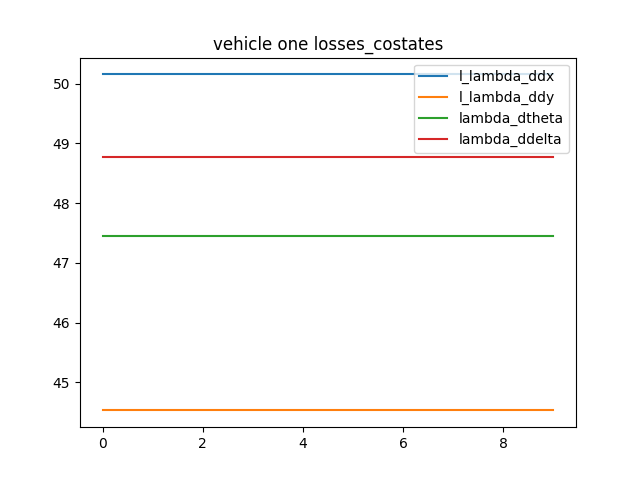 vehicle one losses_costates
l_lambda_ddx
l_lambda_ddy
lambda_dtheta
lambda_ddelta
50
49
48
47
46
45
0 2 4 6 8